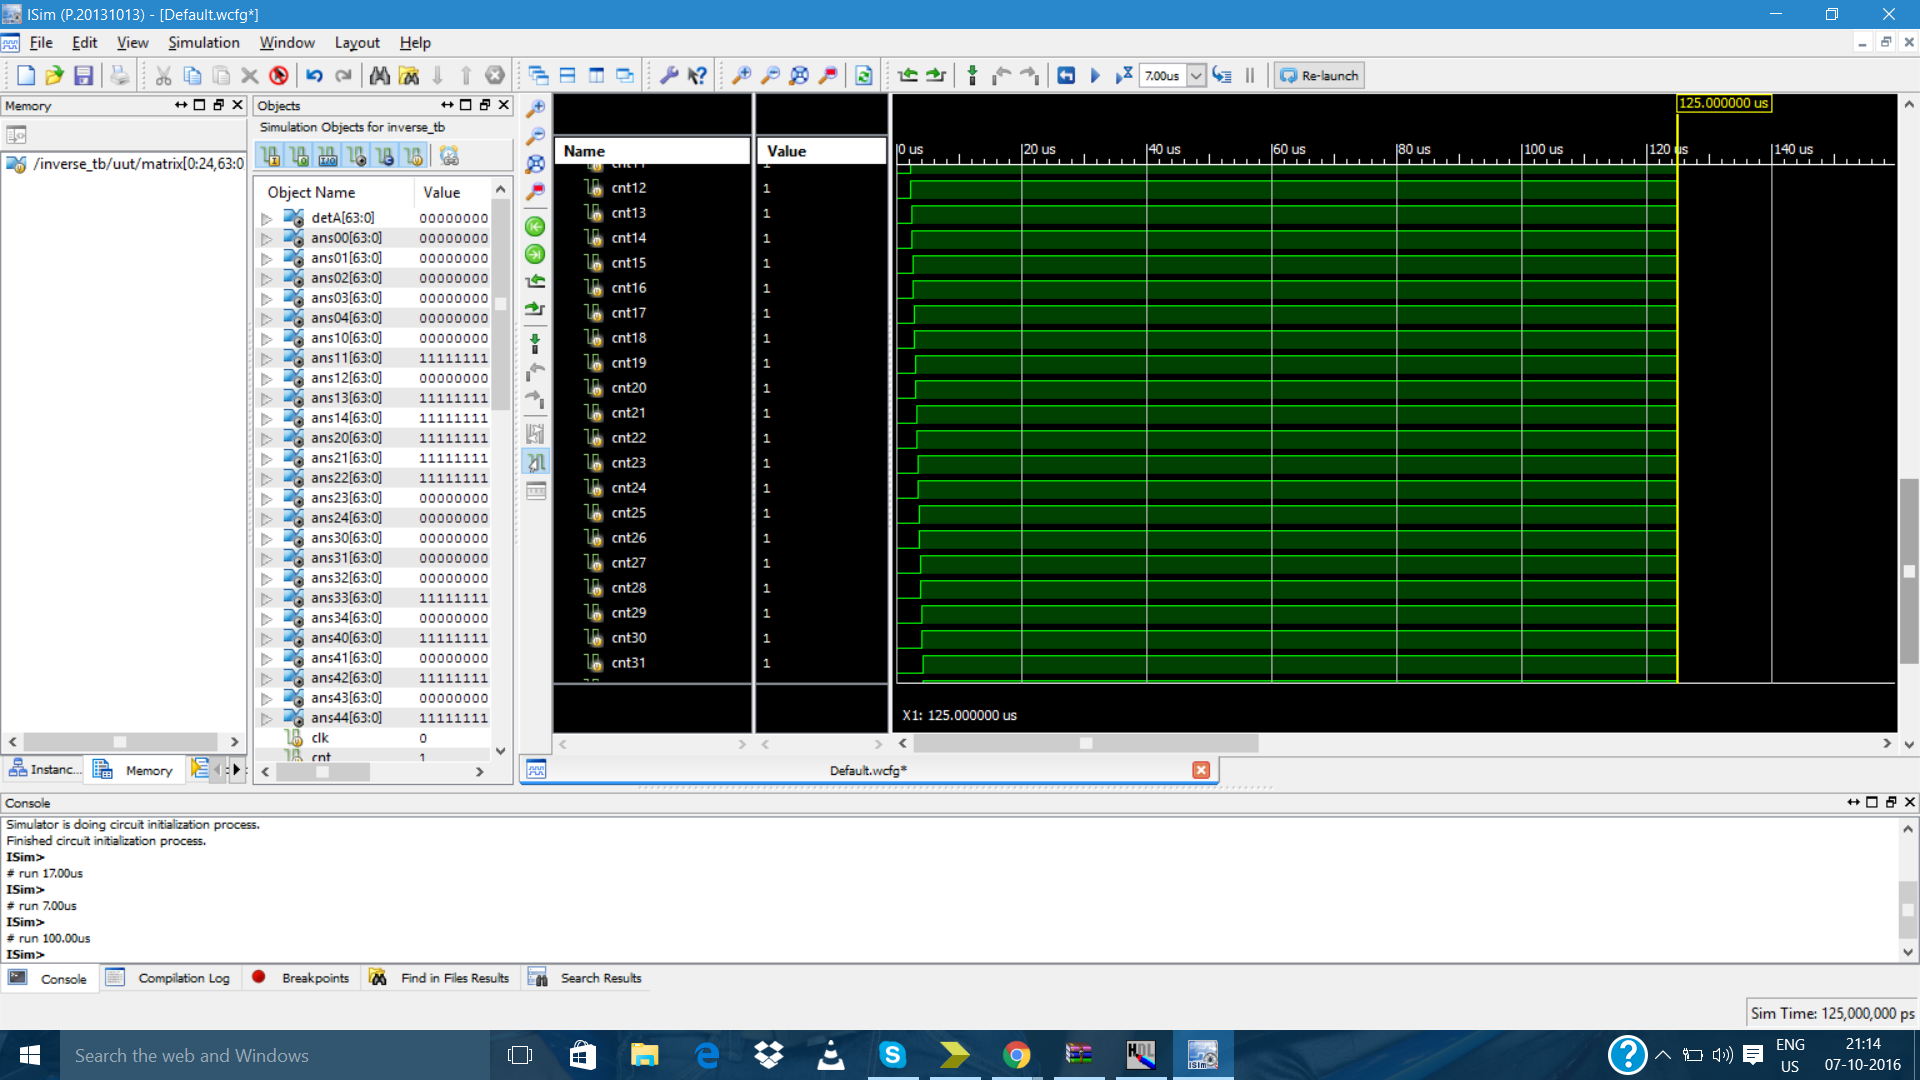 ISim (P.20131013) - [Default.wcfg*]
File Edit View Simulation Window Layout Help
7.00us Re-launch
Memory
/inverse_tb/uut/matrix[0:24,63:0
Instanc... Memory
Objects
Simulation Objects for inverse_tb
Object Name Value
detA[63:0] 00000000
ans00[63:0] 00000000
ans01[63:0] 00000000
ans02[63:0] 00000000
ans03[63:0] 00000000
ans04[63:0] 00000000
ans10[63:0] 00000000
ans11[63:0] 11111111
ans12[63:0] 00000000
ans13[63:0] 11111111
ans14[63:0] 11111111
ans20[63:0] 11111111
ans21[63:0] 11111111
ans22[63:0] 11111111
ans23[63:0] 00000000
ans24[63:0] 00000000
ans30[63:0] 00000000
ans31[63:0] 00000000
ans32[63:0] 00000000
ans33[63:0] 11111111
ans34[63:0] 00000000
ans40[63:0] 11111111
ans41[63:0] 00000000
ans42[63:0] 11111111
ans43[63:0] 00000000
ans44[63:0] 11111111
clk 0
cnt 1
Name Value
cnt11 1
cnt12 1
cnt13 1
cnt14 1
cnt15 1
cnt16 1
cnt17 1
cnt18 1
cnt19 1
cnt20 1
cnt21 1
cnt22 1
cnt23 1
cnt24 1
cnt25 1
cnt26 1
cnt27 1
cnt28 1
cnt29 1
cnt30 1
cnt31 1
125.000000 us
0 us 20 us 40 us 60 us 80 us 100 us 120 us 140 us
X1: 125.000000 us
Default.wcfg*
Console
Simulator is doing circuit initialization process.
Finished circuit initialization process.
ISim>
# run 17.00us
ISim>
# run 7.00us
ISim>
# run 100.00us
ISim>
Console Compilation Log Breakpoints Find in Files Results Search Results
Sim Time: 125,000,000 ps
Search the web and Windows
ENG
US
21:14
07-10-2016